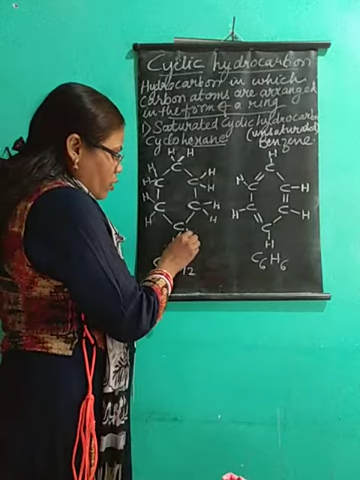 Cyclic hydrocarbon
Hydrocarbon in which
carbon atoms are arranged
in the form of a ring
1) Saturated Cyclic hydrocarbon
(unsaturated)
Cyclohexane
Benzene
H H H
H C H C
H C C H C C H
H C C H H C C H
H C H C
H
12
C6H6